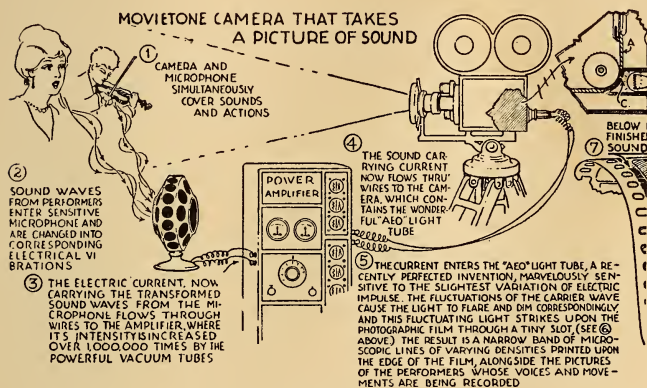 MOVIETONE CAMERA THAT TAKES
A PICTURE OF SOUND
①
CAMERA AND
MICROPHONE
SIMULTANEOUSLY
COVER SOUNDS
AND ACTIONS
②
SOUND WAVES
FROM PERFORMERS
ENTER SENSITIVE
MICROPHONE AND
ARE CHANGED INTO
CORRESPONDING
ELECTRICAL VI
BRATIONS
③ THE ELECTRIC CURRENT, NOW
CARRYING THE TRANSFORMED
SOUND WAVES FROM THE MI-
CROPHONE FLOWS THROUGH
WIRES TO THE AMPLIFIER, WHERE
ITS INTENSITY IS INCREASED
OVER 1,000,000 TIMES BY THE
POWERFUL VACUUM TUBES
POWER
AMPLIFIER
④
THE SOUND CAR-
RYING CURRENT
NOW FLOWS THRU'
WIRES TO THE CAM-
ERA, WHICH CON-
TAINS THE WONDER-
FUL "AEO" LIGHT
TUBE
⑤ THE CURRENT ENTERS THE "AEO" LIGHT TUBE, A RE-
CENTLY PERFECTED INVENTION, MARVELOUSLY SEN-
SITIVE TO THE SLIGHTEST VARIATION OF ELECTRIC
IMPULSE. THE FLUCTUATIONS OF THE CARRIER WAVE
CAUSE THE LIGHT TO FLARE AND DIM CORRESPONDINGLY
AND THIS FLUCTUATING LIGHT STRIKES UPON THE
PHOTOGRAPHIC FILM THROUGH A TINY SLOT, (SEE ⑥
ABOVE.) THE RESULT IS A NARROW BAND OF MICRO-
SCOPIC LINES OF VARYING DENSITIES PRINTED UPON
THE EDGE OF THE FILM, ALONGSIDE THE PICTURES
OF THE PERFORMERS WHOSE VOICES AND MOVE-
MENTS ARE BEING RECORDED
A
C
BELOW
FINISHED
⑦ SOUND